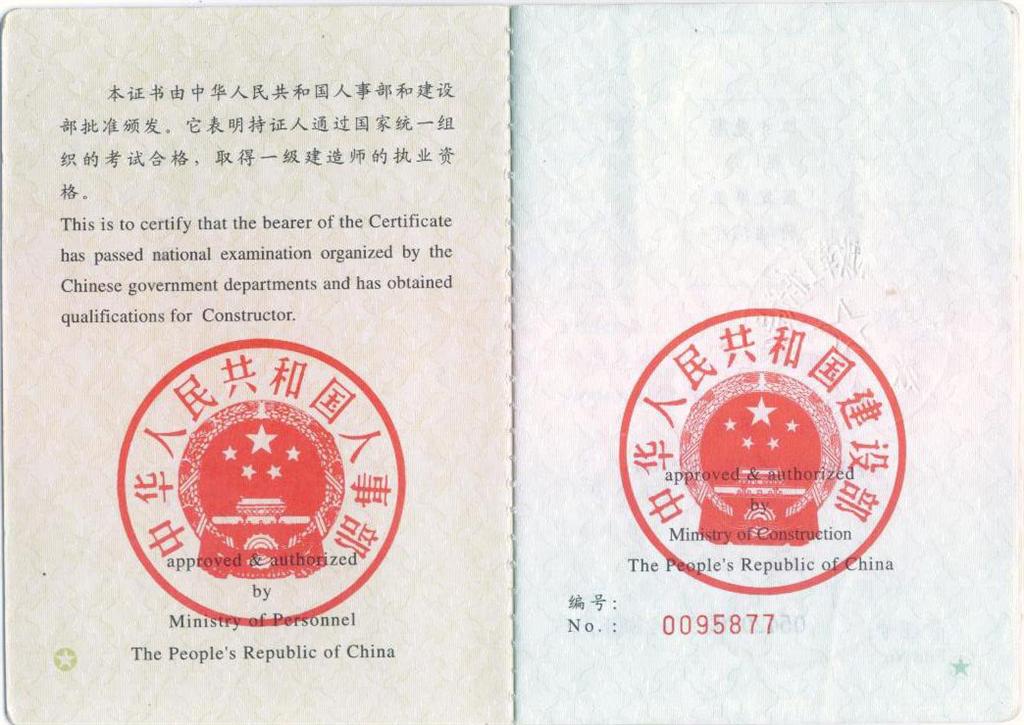 本证书由中华人民共和国人事部和建设
部批准颁发。它表明持证人通过国家统一组
织的考试合格，取得一级建造师的执业资
格。
This is to certify that the bearer of the Certificate
has passed national examination organized by the
Chinese government departments and has obtained
qualifications for Constructor.
中华人民共和国人事部
approved & authorized
by
Ministry of Personnel
The People's Republic of China
中华人民共和国建设部
approved & authorized
by
Ministry of Construction
The People's Republic of China
编号：
No.： 0095877